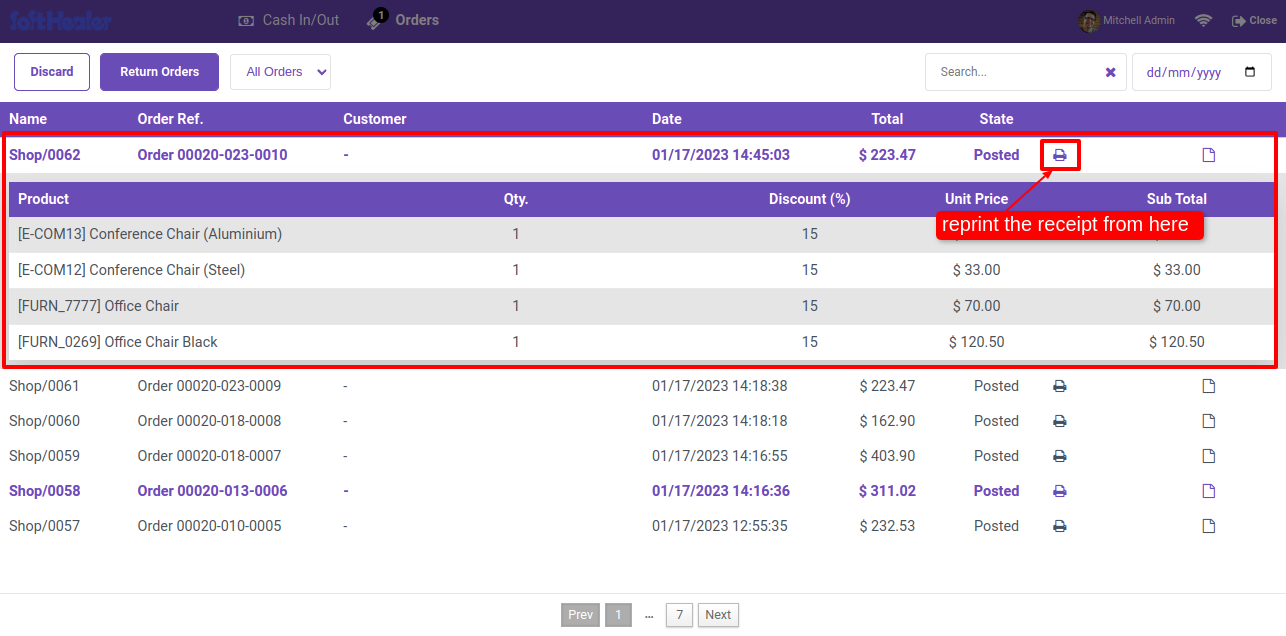 SoftHealer Cash In/Out 1 Orders Mitchell Admin Close
Discard Return Orders All Orders Search... dd/mm/yyyy
Name Order Ref. Customer Date Total State
Shop/0062 Order 00020-023-0010 - 01/17/2023 14:45:03 $ 223.47 Posted
Product Qty. Discount (%) Unit Price Sub Total
reprint the receipt from here
[E-COM13] Conference Chair (Aluminium) 1 15
[E-COM12] Conference Chair (Steel) 1 15 $ 33.00 $ 33.00
[FURN_7777] Office Chair 1 15 $ 70.00 $ 70.00
[FURN_0269] Office Chair Black 1 15 $ 120.50 $ 120.50
Shop/0061 Order 00020-023-0009 - 01/17/2023 14:18:38 $ 223.47 Posted
Shop/0060 Order 00020-018-0008 - 01/17/2023 14:18:18 $ 162.90 Posted
Shop/0059 Order 00020-018-0007 - 01/17/2023 14:16:55 $ 403.90 Posted
Shop/0058 Order 00020-013-0006 - 01/17/2023 14:16:36 $ 311.02 Posted
Shop/0057 Order 00020-010-0005 - 01/17/2023 12:55:35 $ 232.53 Posted
Prev 1 ... 7 Next